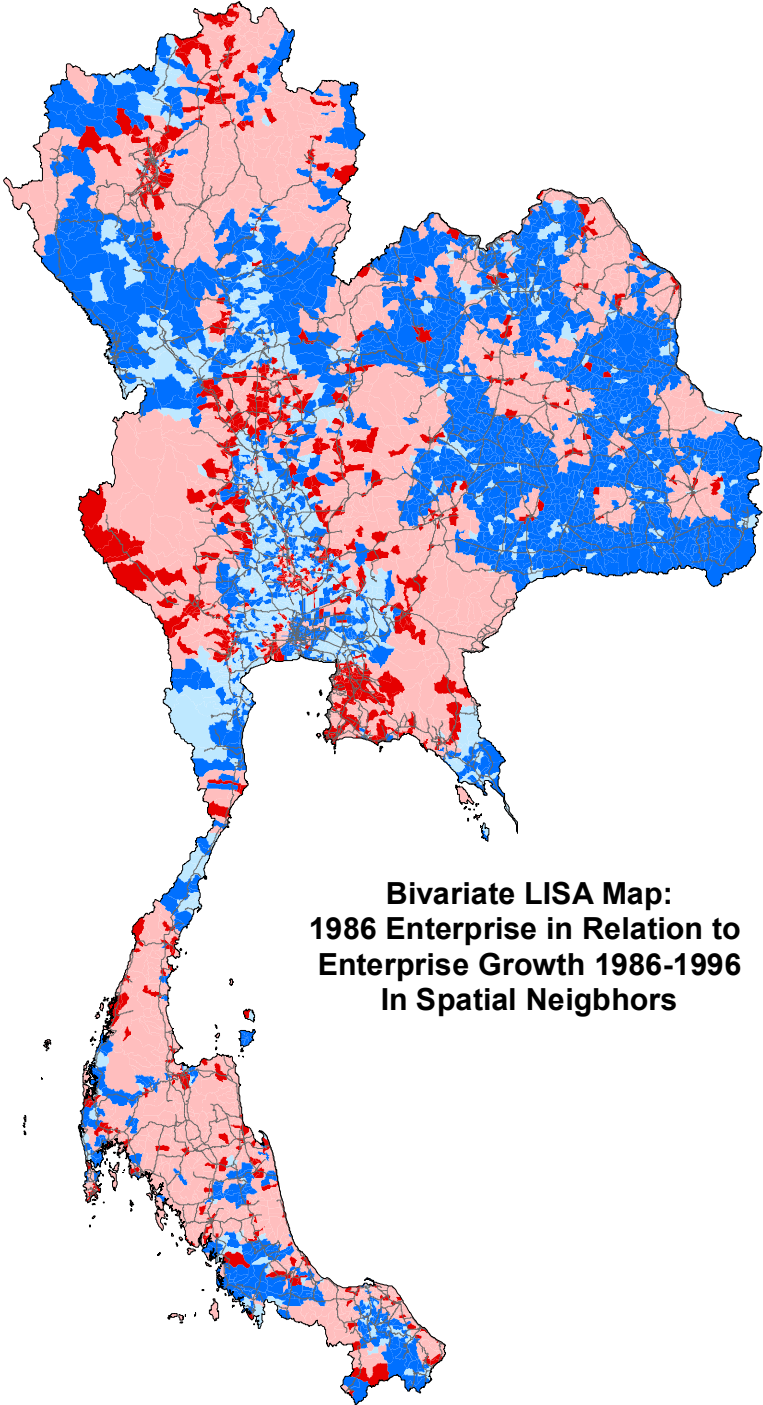 Bivariate LISA Map:
1986 Enterprise in Relation to
Enterprise Growth 1986-1996
In Spatial Neigbhors